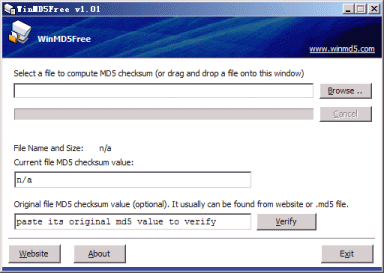 WinMD5Free v1.01
WinMD5Free
www.winmd5.com
Select a file to compute MD5 checksum (or drag and drop a file onto this window)
Browse ..
Cancel
File Name and Size: n/a
Current file MD5 checksum value:
n/a
Original file MD5 checksum value (optional). It usually can be found from website or .md5 file.
paste its original md5 value to verify
Verify
Website
About
Exit